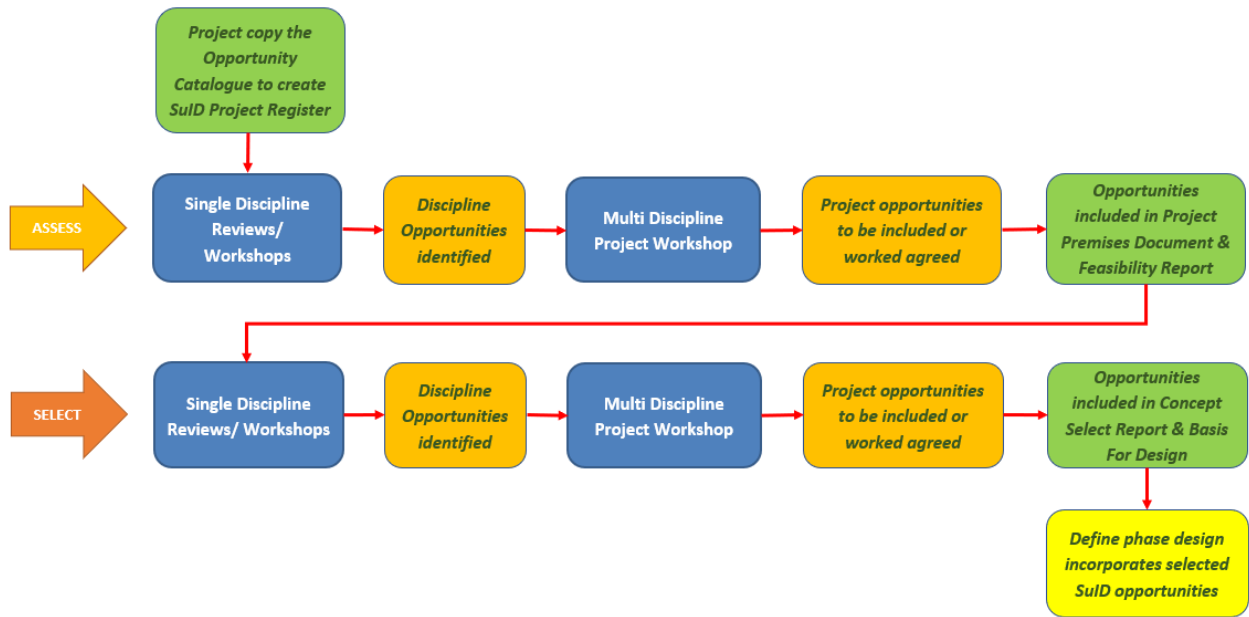 Project copy the
Opportunity
Catalogue to create
SuID Project Register
ASSESS
Single Discipline
Reviews/
Workshops
Discipline
Opportunities
identified
Multi Discipline
Project Workshop
Project opportunities
to be included or
worked agreed
Opportunities
included in Project
Premises Document &
Feasibility Report
SELECT
Single Discipline
Reviews/ Workshops
Discipline
Opportunities
identified
Multi Discipline
Project Workshop
Project opportunities
to be included or
worked agreed
Opportunities
included in Concept
Select Report & Basis
For Design
Define phase design
incorporates selected
SuID opportunities